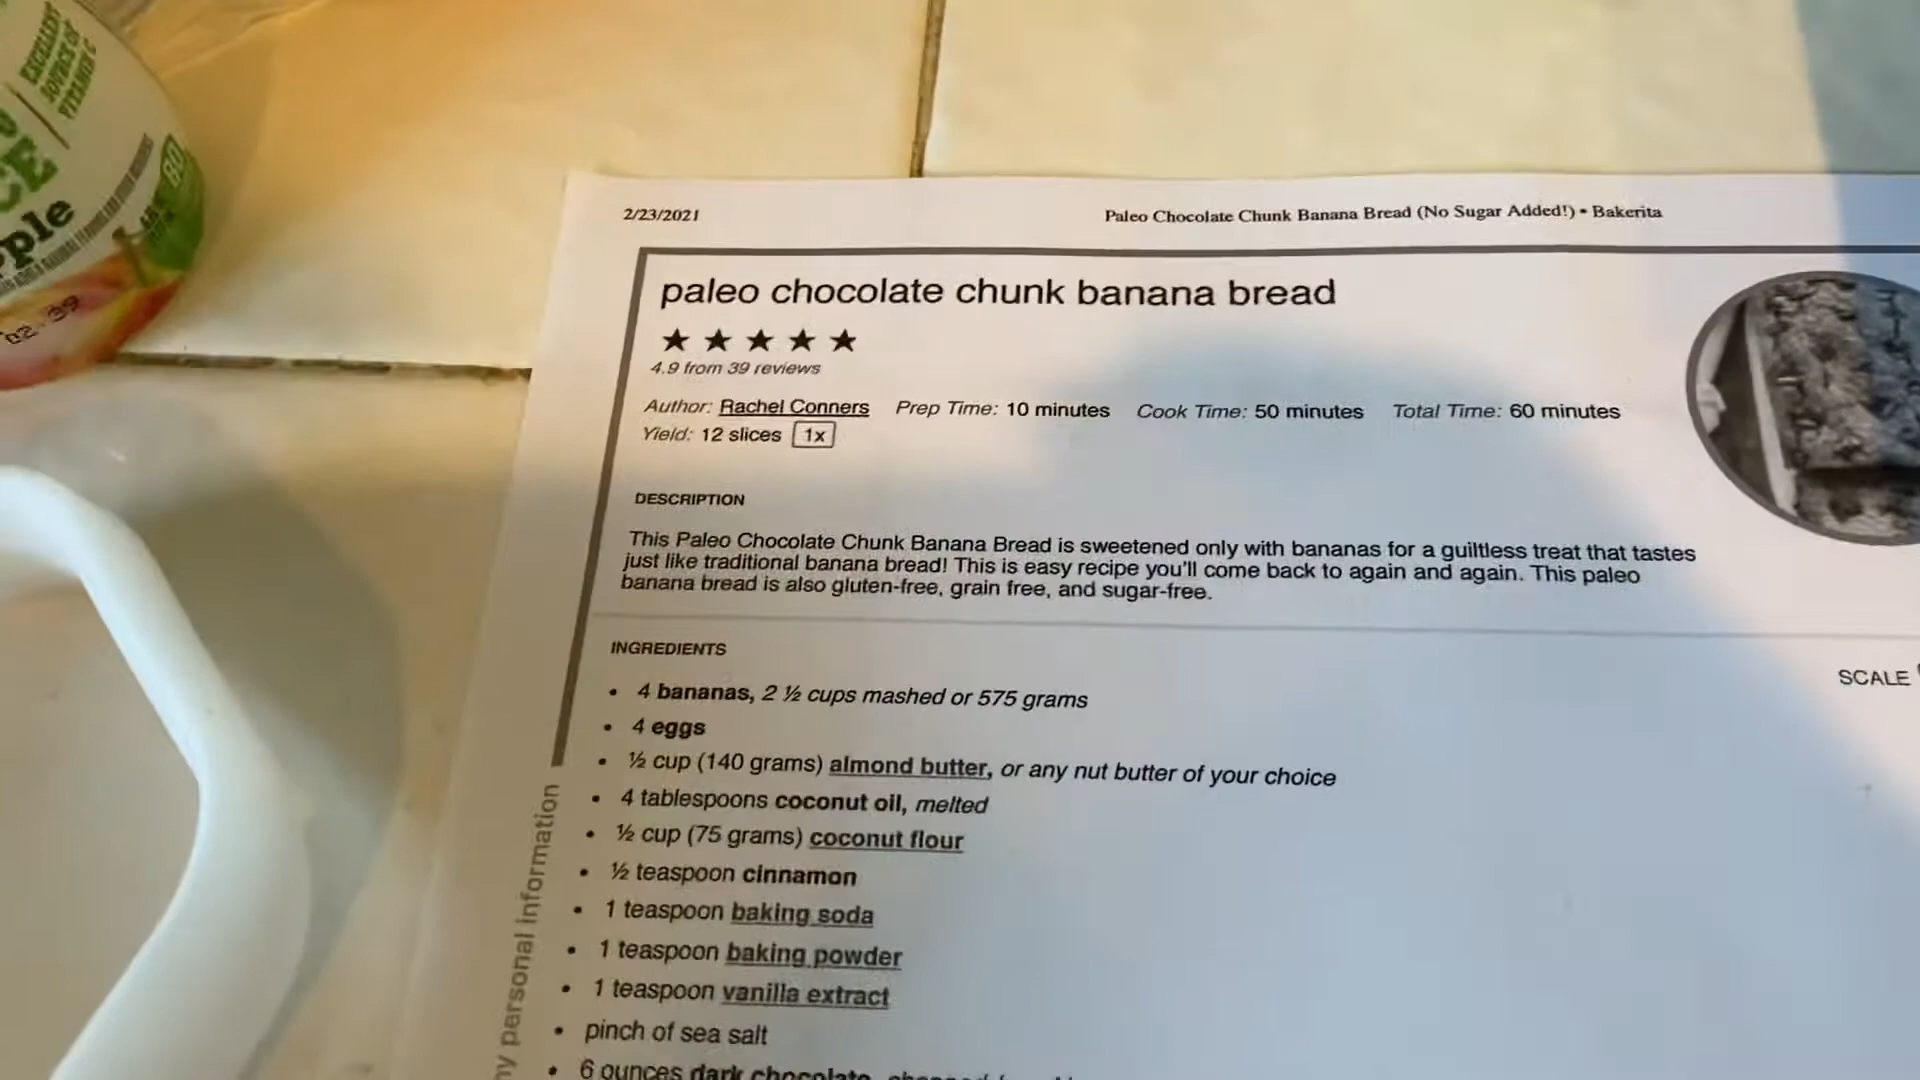 EXCELLENT
SOURCE OF
VITAMIN C
2/23/2021
Paleo Chocolate Chunk Banana Bread (No Sugar Added!) • Bakerita
paleo chocolate chunk banana bread
★ ★ ★ ★ ★
4.9 from 39 reviews
Author: Rachel Conners Prep Time: 10 minutes Cook Time: 50 minutes Total Time: 60 minutes
Yield: 12 slices 1x
DESCRIPTION
This Paleo Chocolate Chunk Banana Bread is sweetened only with bananas for a guiltless treat that tastes
just like traditional banana bread! This is easy recipe you'll come back to again and again. This paleo
banana bread is also gluten-free, grain free, and sugar-free.
SCALE
INGREDIENTS
• 4 bananas, 2 ½ cups mashed or 575 grams
• 4 eggs
• ½ cup (140 grams) almond butter, or any nut butter of your choice
• 4 tablespoons coconut oil, melted
• ½ cup (75 grams) coconut flour
• ½ teaspoon cinnamon
• 1 teaspoon baking soda
• 1 teaspoon baking powder
• 1 teaspoon vanilla extract
• pinch of sea salt
• 6 ounces dark chocolate,
personal information